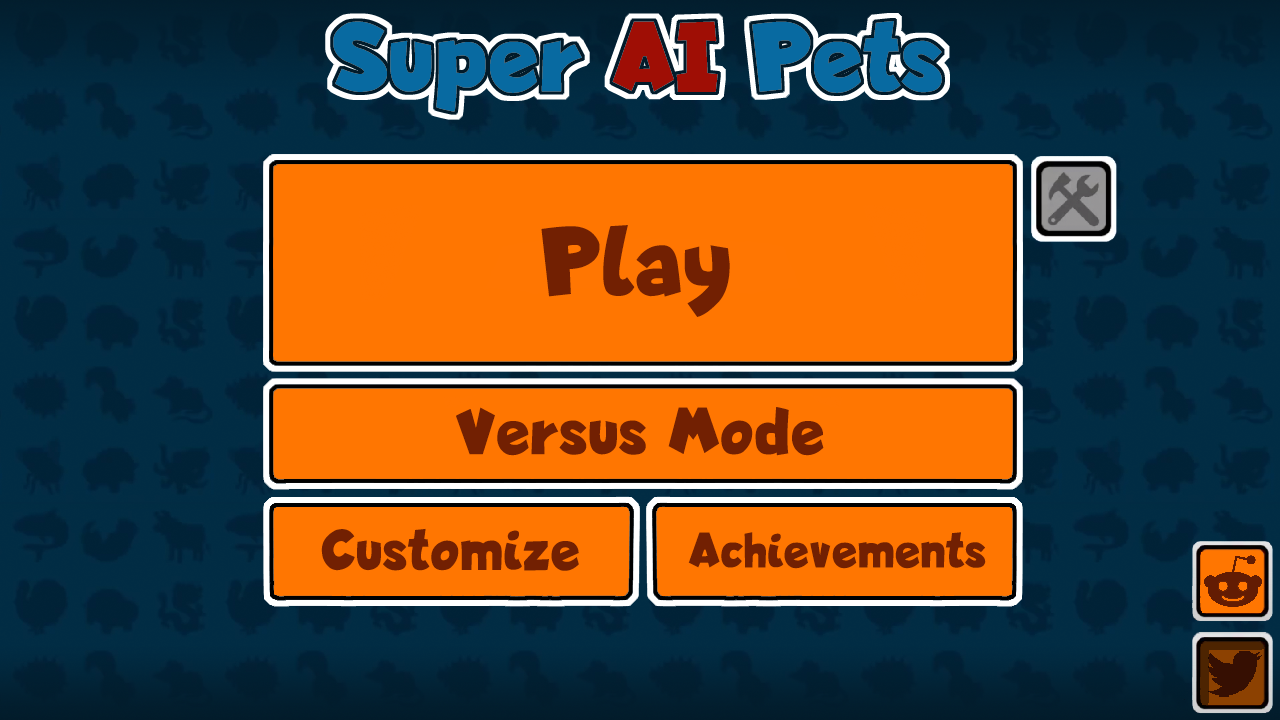 Super AI Pets
Play
Versus Mode
Customize
Achievements